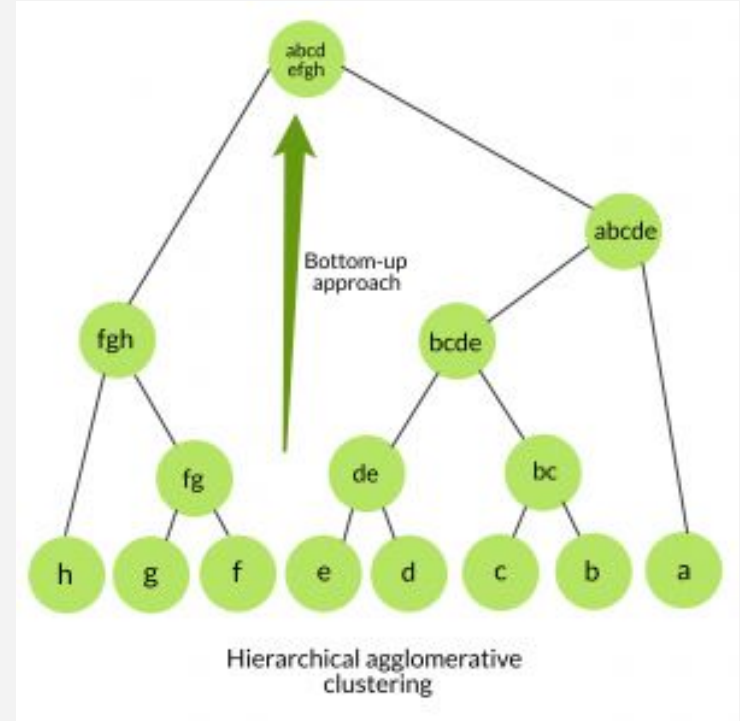 abcd
efgh
abcde
Bottom-up
approach
fgh
bcde
fg
de
bc
h
g
f
e
d
c
b
a
Hierarchical agglomerative
clustering